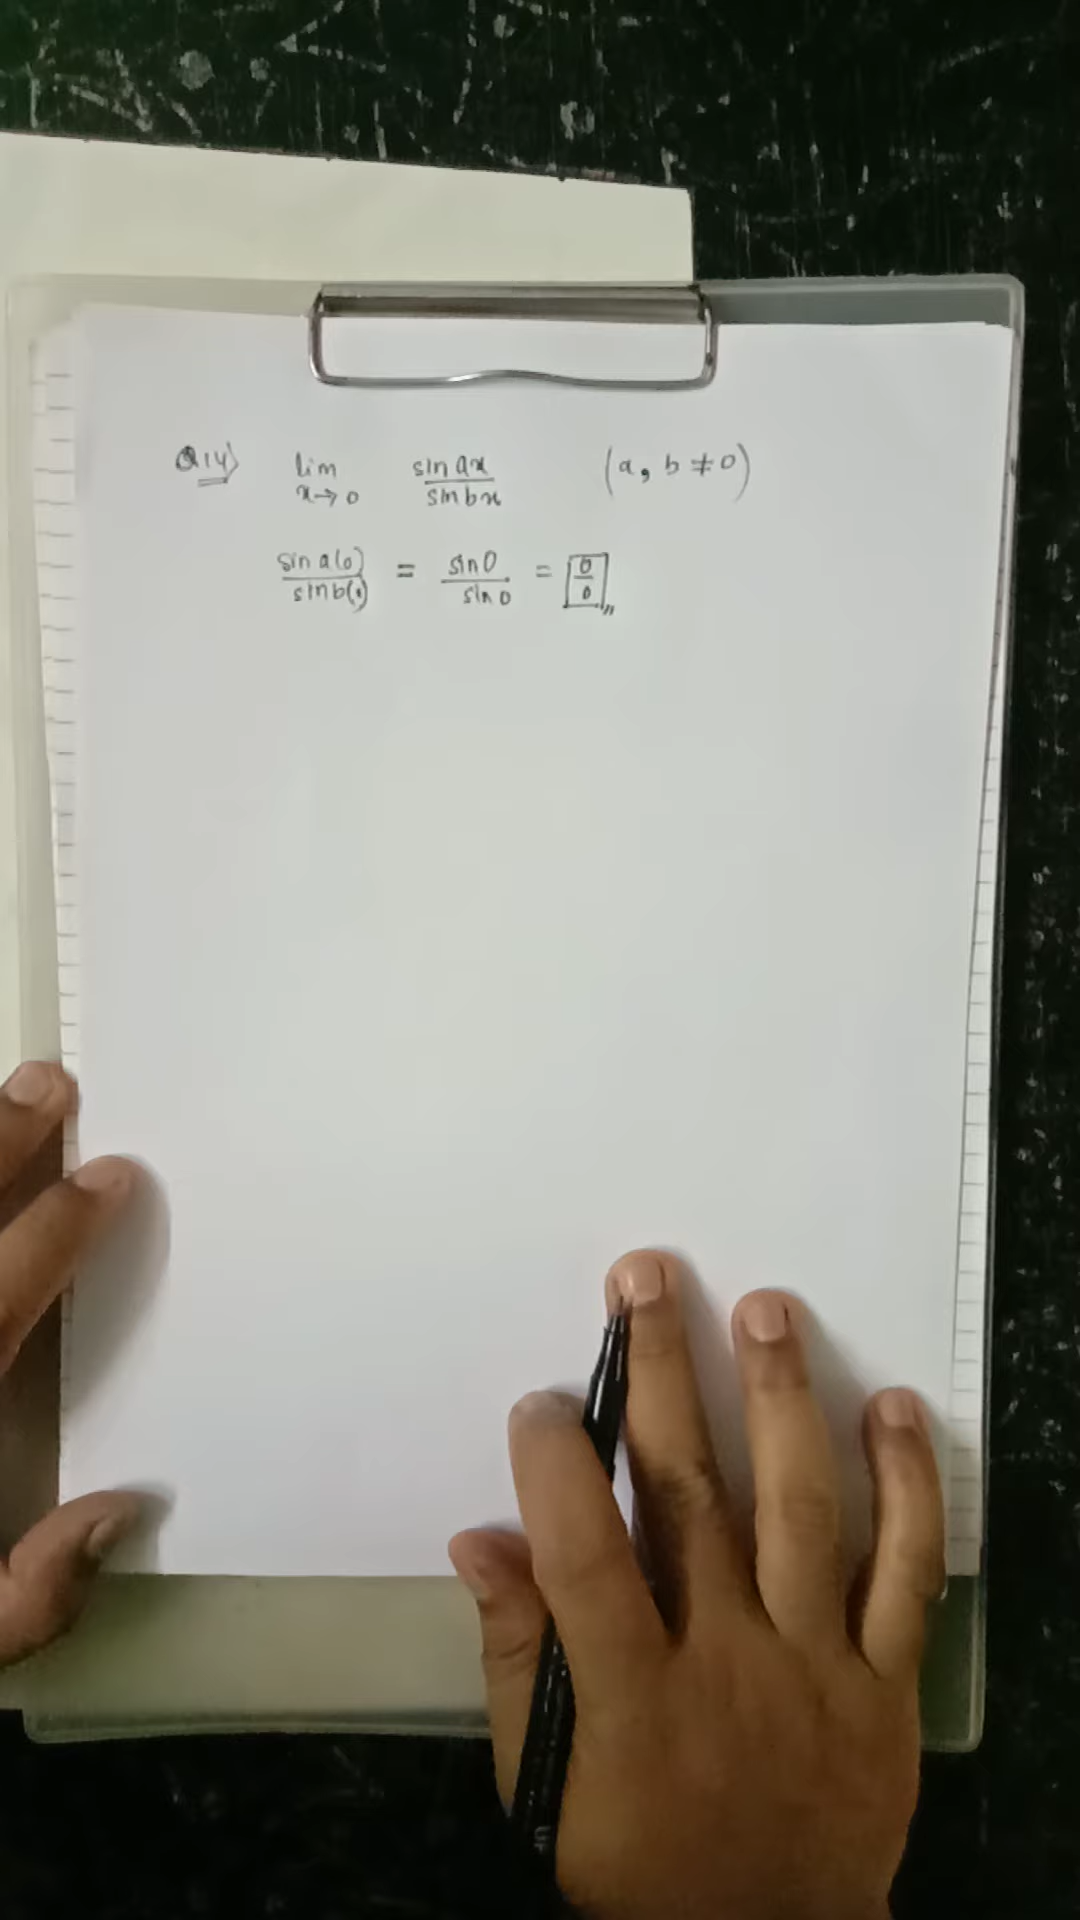 Q14) lim x→0 sin ax / sin bx (a, b ≠ 0)
sin a(0) / sin b(0) = sin 0 / sin 0 = 0/0 //